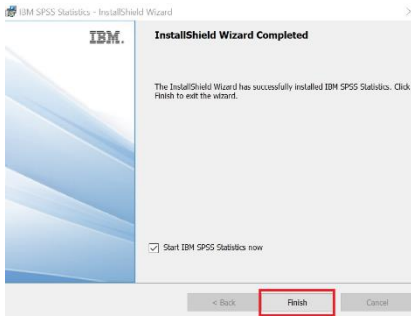 IBM SPSS Statistics - InstallShield Wizard
IBM.
InstallShield Wizard Completed
The InstallShield Wizard has successfully installed IBM SPSS Statistics. Click
Finish to exit the wizard.
Start IBM SPSS Statistics now
< Back Finish Cancel